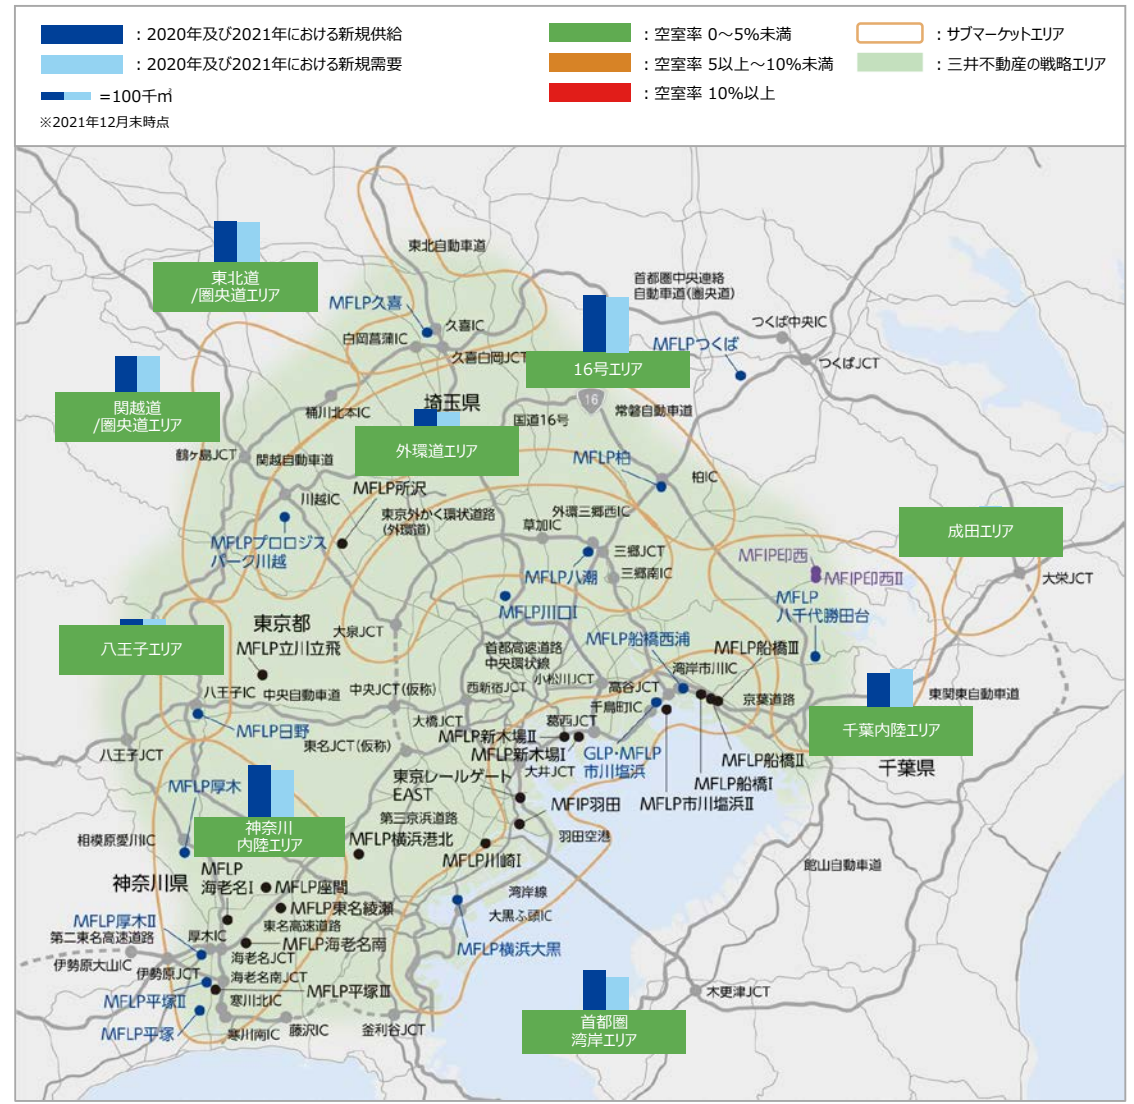 ：2020年及び2021年における新規供給
：2020年及び2021年における新規需要
=100千㎡
※2021年12月末時点
：空室率 0～5%未満
：空室率 5以上～10%未満
：空室率 10%以上
：サブマーケットエリア
：三井不動産の戦略エリア
東北自動車道
東北道
/圏央道エリア
首都圏中央連絡
自動車道(圏央道)
MFLP久喜
久喜IC
白岡菖蒲IC
久喜白岡JCT
つくば中央IC
MFLPつくば
つくばJCT
16号エリア
関越道
/圏央道エリア
埼玉県
桶川北本IC
16
国道16号
常磐自動車道
外環道エリア
鶴ヶ島JCT
関越自動車道
MFLP柏
柏IC
川越IC
MFLP所沢
東京外かく環状道路
(外環道)
外環三郷西IC
草加IC
成田エリア
MFLPプロロジス
パーク川越
三郷JCT
MFLP八潮
三郷南IC
MFIP印西
MFIP印西Ⅱ
大栄JCT
MFLP川口Ⅰ
MFLP
八千代勝田台
東京都
大泉JCT
八王子エリア
MFLP立川立飛
首都高速道路
中央環状線
MFLP船橋西浦
MFLP船橋Ⅲ
湾岸市川IC
小松川JCT
八王子IC
中央自動車道
中央JCT(仮称)
西新宿JCT
高谷JCT
京葉道路
東関東自動車道
千鳥町IC
千葉内陸エリア
MFLP日野
大橋JCT
葛西JCT
八王子JCT
東名JCT(仮称)
MFLP新木場Ⅱ
MFLP新木場Ⅰ
GLP・MFLP
市川塩浜
MFLP船橋Ⅱ
千葉県
大井JCT
東京レールゲート
EAST
MFLP船橋Ⅰ
MFLP厚木
MFIP羽田
MFLP市川塩浜Ⅱ
第三京浜道路
神奈川
内陸エリア
相模原愛川IC
MFLP横浜港北
羽田空港
MFLP川崎Ⅰ
館山自動車道
MFLP
海老名Ⅰ
神奈川県
MFLP座間
湾岸線
MFLP東名綾瀬
大黒ふ頭IC
MFLP厚木Ⅱ
東名高速道路
第二東名高速道路
厚木IC
MFLP海老名南
MFLP横浜大黒
海老名JCT
伊勢原大山IC
伊勢原JCT
海老名南JCT
MFLP平塚Ⅲ
木更津JCT
MFLP平塚Ⅱ
寒川北IC
首都圏
湾岸エリア
MFLP平塚
寒川南IC
藤沢IC
釜利谷JCT